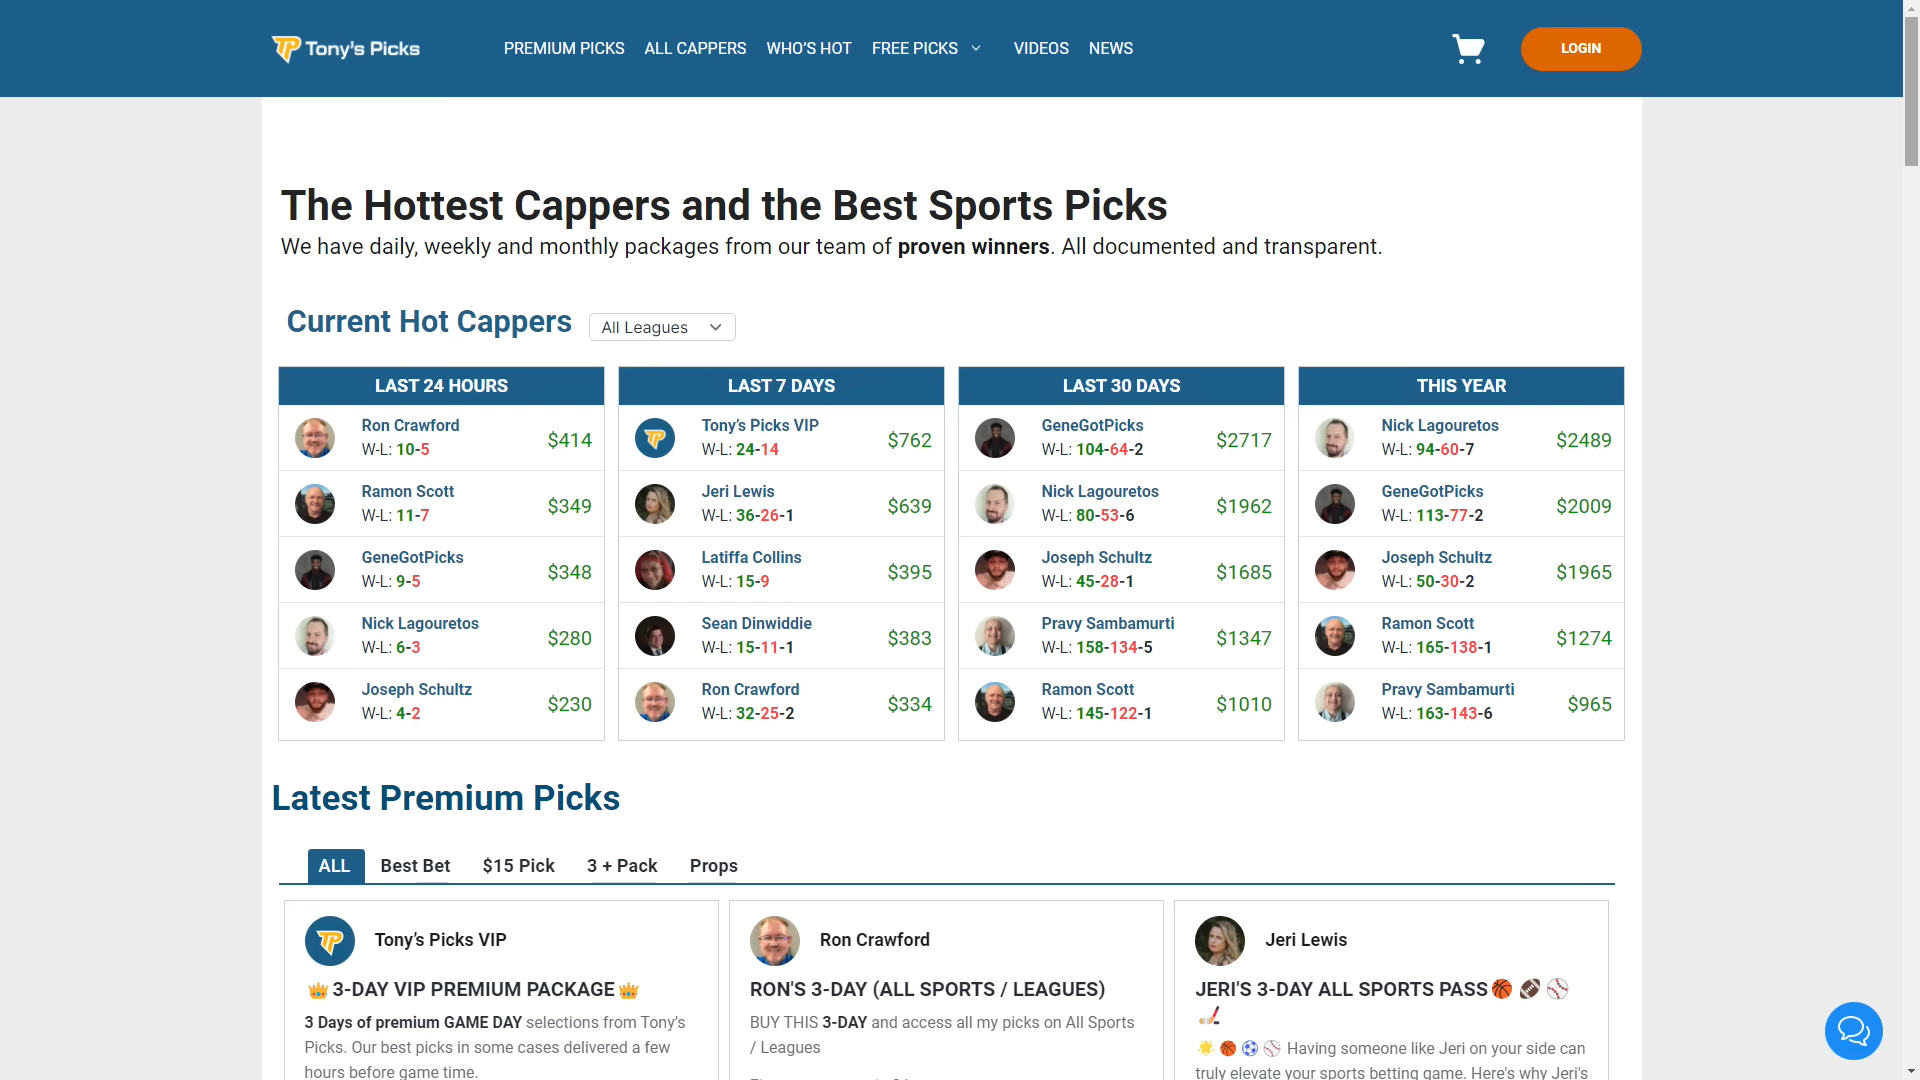 Tony's Picks
PREMIUM PICKS ALL CAPPERS WHO'S HOT FREE PICKS VIDEOS NEWS
LOGIN
The Hottest Cappers and the Best Sports Picks
We have daily, weekly and monthly packages from our team of proven winners. All documented and transparent.
Current Hot Cappers All Leagues
LAST 24 HOURS
Ron Crawford
W-L: 10-5
$414
Ramon Scott
W-L: 11-7
$349
GeneGotPicks
W-L: 9-5
$348
Nick Lagouretos
W-L: 6-3
$280
Joseph Schultz
W-L: 4-2
$230
LAST 7 DAYS
Tony's Picks VIP
W-L: 24-14
$762
Jeri Lewis
W-L: 36-26-1
$639
Latiffa Collins
W-L: 15-9
$395
Sean Dinwiddie
W-L: 15-11-1
$383
Ron Crawford
W-L: 32-25-2
$334
LAST 30 DAYS
GeneGotPicks
W-L: 104-64-2
$2717
Nick Lagouretos
W-L: 80-53-6
$1962
Joseph Schultz
W-L: 45-28-1
$1685
Pravy Sambamurti
W-L: 158-134-5
$1347
Ramon Scott
W-L: 145-122-1
$1010
THIS YEAR
Nick Lagouretos
W-L: 94-60-7
$2489
GeneGotPicks
W-L: 113-77-2
$2009
Joseph Schultz
W-L: 50-30-2
$1965
Ramon Scott
W-L: 165-138-1
$1274
Pravy Sambamurti
W-L: 163-143-6
$965
Latest Premium Picks
ALL Best Bet $15 Pick 3 + Pack Props
Tony's Picks VIP
👑3-DAY VIP PREMIUM PACKAGE👑
3 Days of premium GAME DAY selections from Tony's
Picks. Our best picks in some cases delivered a few
hours before game time.
Ron Crawford
RON'S 3-DAY (ALL SPORTS / LEAGUES)
BUY THIS 3-DAY and access all my picks on All Sports
/ Leagues
Jeri Lewis
JERI'S 3-DAY ALL SPORTS PASS🏀 🏈 ⚾
🏒
🌟 🏀 ⚽ ⚾ Having someone like Jeri on your side can
truly elevate your sports betting game. Here's why Jeri's